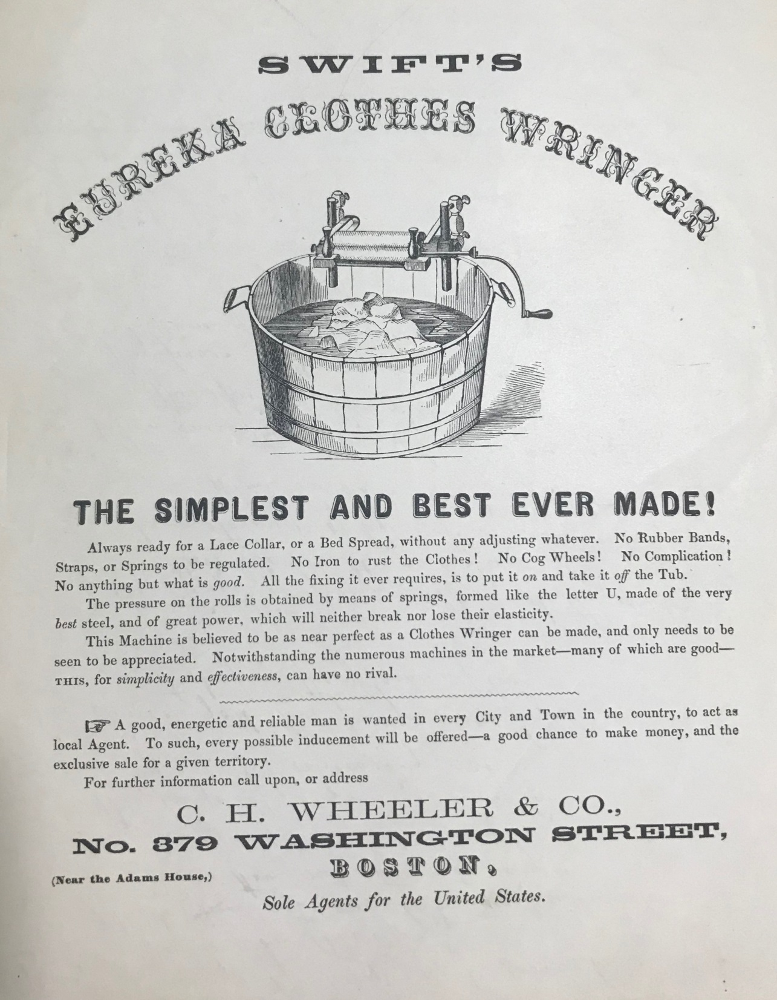 SWIFT'S
EUREKA CLOTHES WRINGER
THE SIMPLEST AND BEST EVER MADE!
Always ready for a Lace Collar, or a Bed Spread, without any adjusting whatever. No Rubber Bands,
Straps, or Springs to be regulated. No Iron to rust the Clothes! No Cog Wheels! No Complication!
No anything but what is good. All the fixing it ever requires, is to put it on and take it off the Tub.
The pressure on the rolls is obtained by means of springs, formed like the letter U, made of the very
best steel, and of great power, which will neither break nor lose their elasticity.
This Machine is believed to be as near perfect as a Clothes Wringer can be made, and only needs to be
seen to be appreciated. Notwithstanding the numerous machines in the market—many of which are good—
THIS, for simplicity and effectiveness, can have no rival.
☞ A good, energetic and reliable man is wanted in every City and Town in the country, to act as
local Agent. To such, every possible inducement will be offered—a good chance to make money, and the
exclusive sale for a given territory.
For further information call upon, or address
C. H. WHEELER & CO.,
No. 379 WASHINGTON STREET,
BOSTON,
(Near the Adams House,)
Sole Agents for the United States.